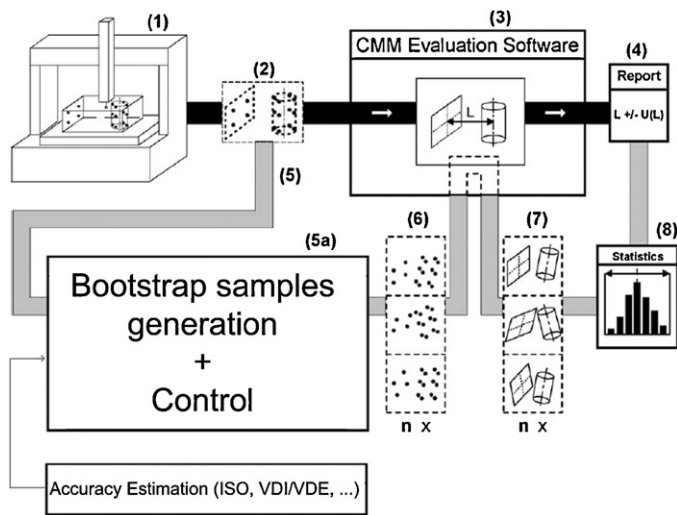 (1)
(2)
(3)
CMM Evaluation Software
L
(4)
Report
L +/- U(L)
(5)
(5a)
Bootstrap samples
generation
+
Control
(6)
n x
(7)
n x
(8)
Statistics
Accuracy Estimation (ISO, VDI/VDE, ...)